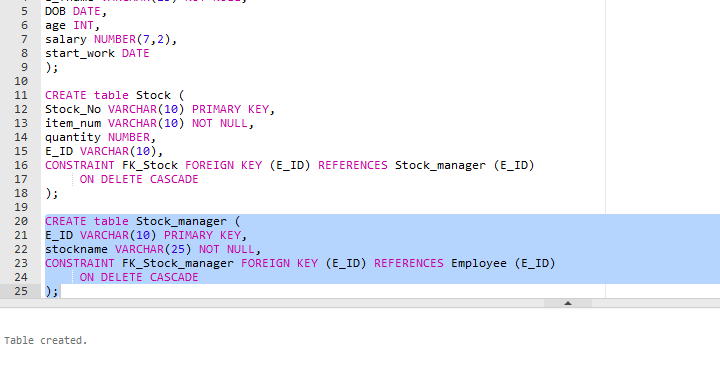 5 DOB DATE,
6 age INT,
7 salary NUMBER(7,2),
8 start_work DATE
9 );
10
11 CREATE table Stock (
12 Stock_No VARCHAR(10) PRIMARY KEY,
13 item_num VARCHAR(10) NOT NULL,
14 quantity NUMBER,
15 E_ID VARCHAR(10),
16 CONSTRAINT FK_Stock FOREIGN KEY (E_ID) REFERENCES Stock_manager (E_ID)
17 ON DELETE CASCADE
18 );
19
20 CREATE table Stock_manager (
21 E_ID VARCHAR(10) PRIMARY KEY,
22 stockname VARCHAR(25) NOT NULL,
23 CONSTRAINT FK_Stock_manager FOREIGN KEY (E_ID) REFERENCES Employee (E_ID)
24 ON DELETE CASCADE
25 );
Table created.